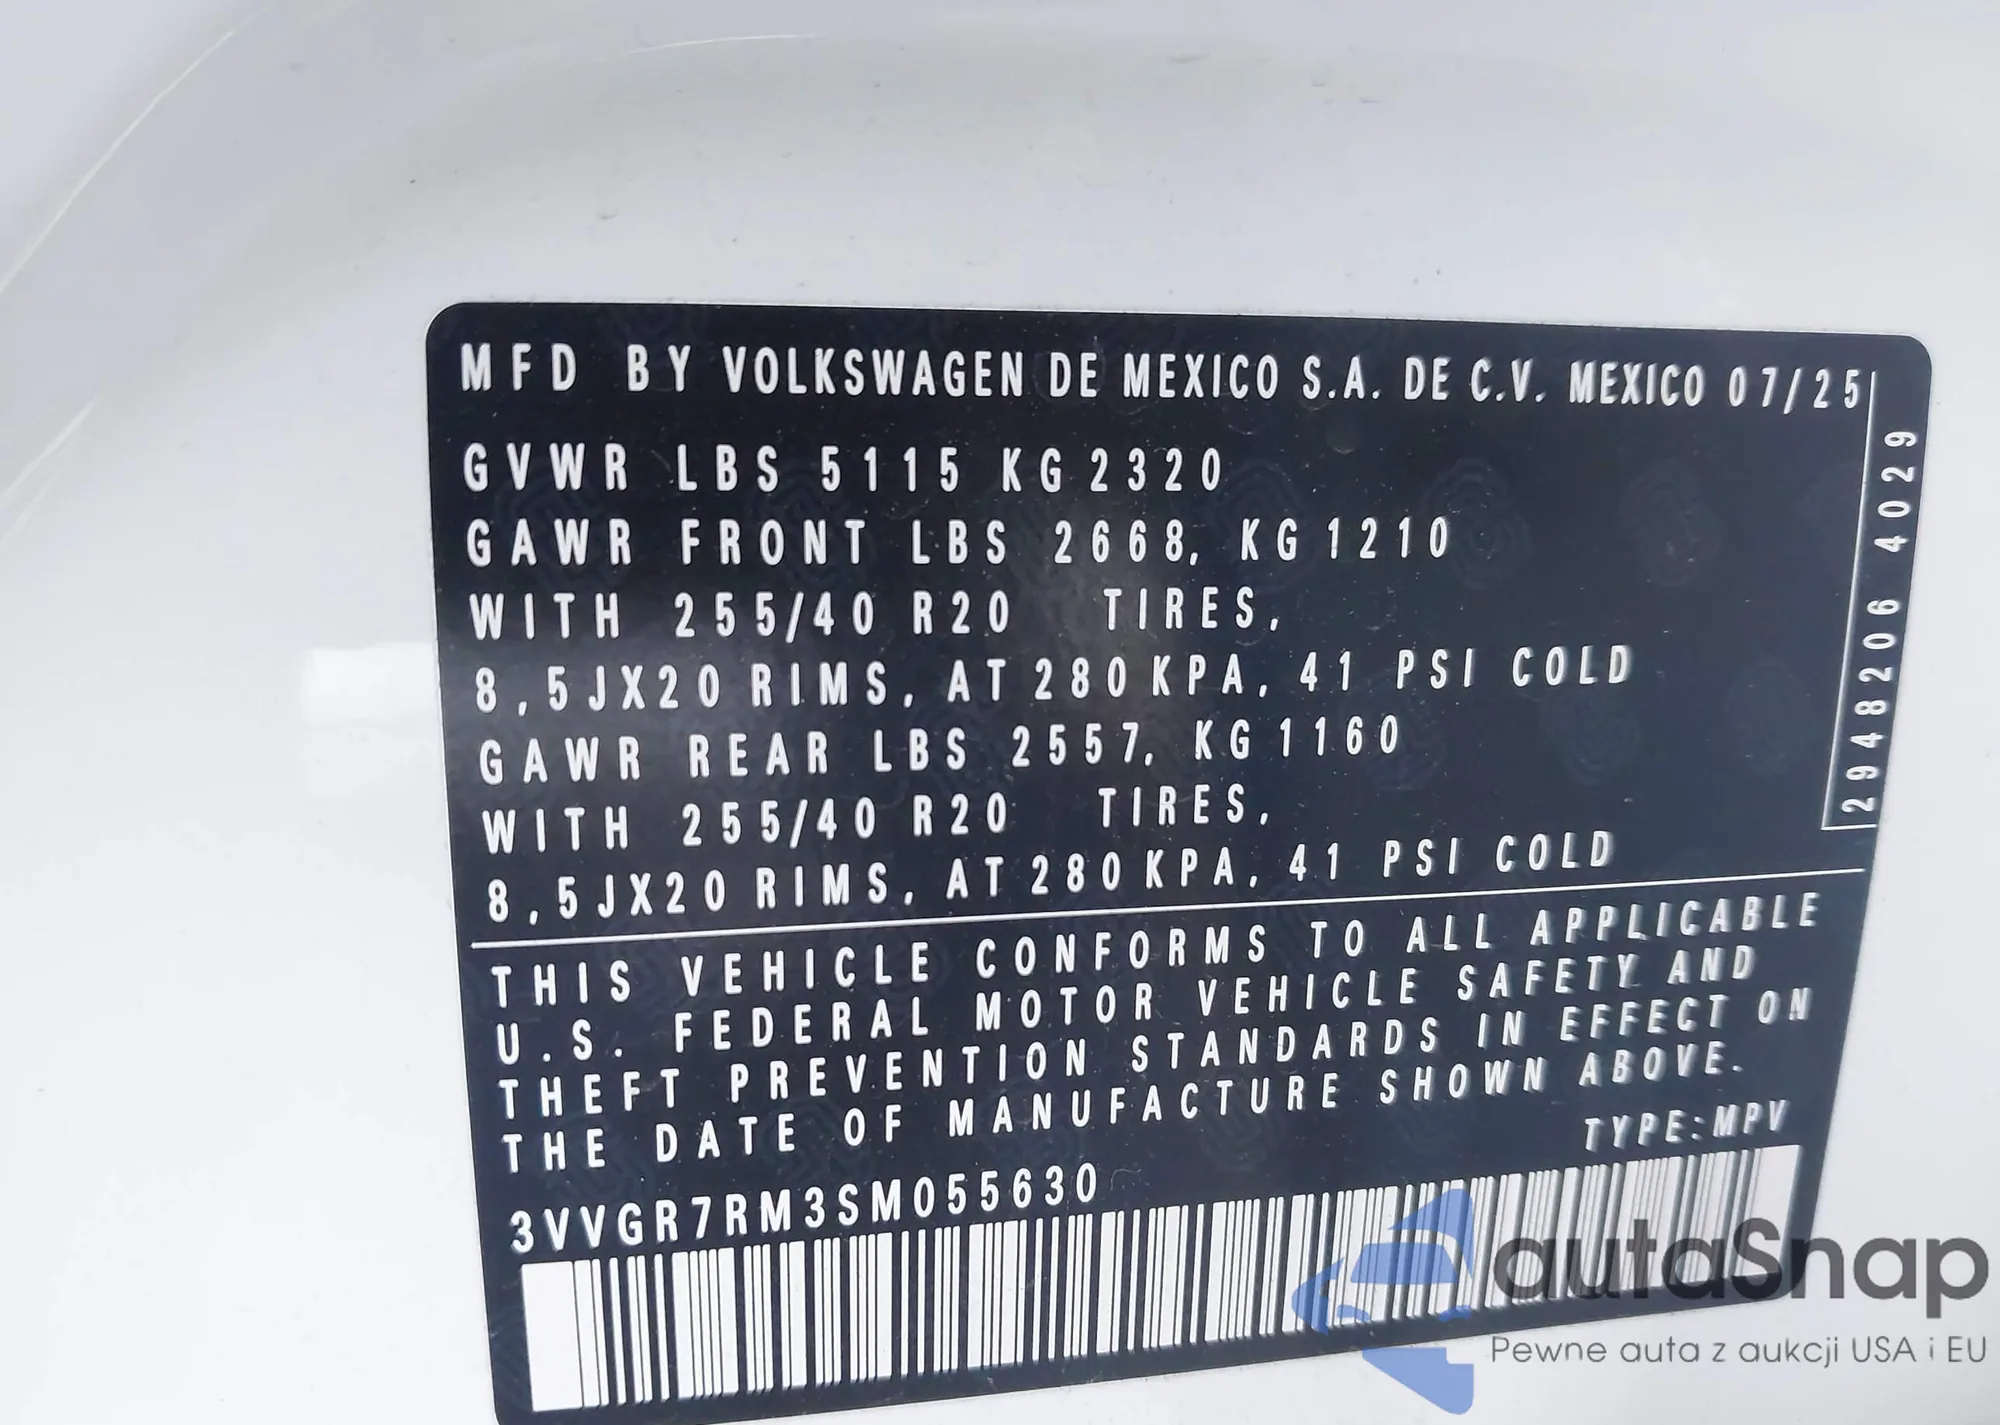 MFD BY VOLKSWAGEN DE MEXICO S.A. DE C.V. MEXICO 07/25
GVWR LBS 5115 KG 2320
GAWR FRONT LBS 2668, KG 1210
WITH 255/40 R20 TIRES,
8,5JX20 RIMS, AT 280 KPA, 41 PSI COLD
GAWR REAR LBS 2557, KG 1160
WITH 255/40 R20 TIRES,
8,5JX20 RIMS, AT 280 KPA, 41 PSI COLD
2948206 4029
THIS VEHICLE CONFORMS TO ALL APPLICABLE
U.S. FEDERAL MOTOR VEHICLE SAFETY AND
THEFT PREVENTION STANDARDS IN EFFECT ON
THE DATE OF MANUFACTURE SHOWN ABOVE.
TYPE:MPV
3VVGR7RM3SM055630
autaSnap
Pewne auta z aukcji USA i EU